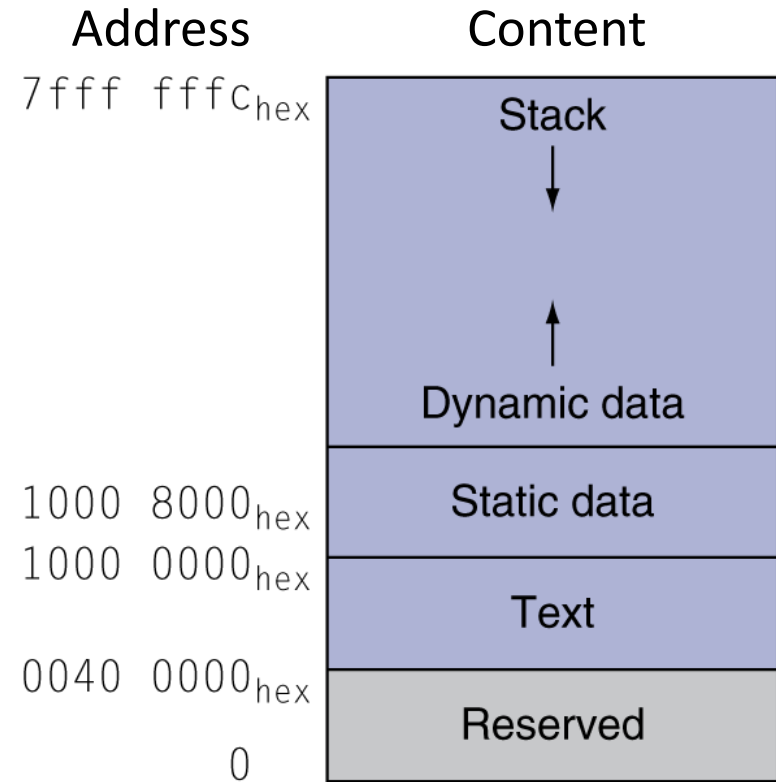 Address Content
7fff fffchex Stack
Dynamic data
1000 8000hex Static data
1000 0000hex
Text
0040 0000hex
Reserved
0